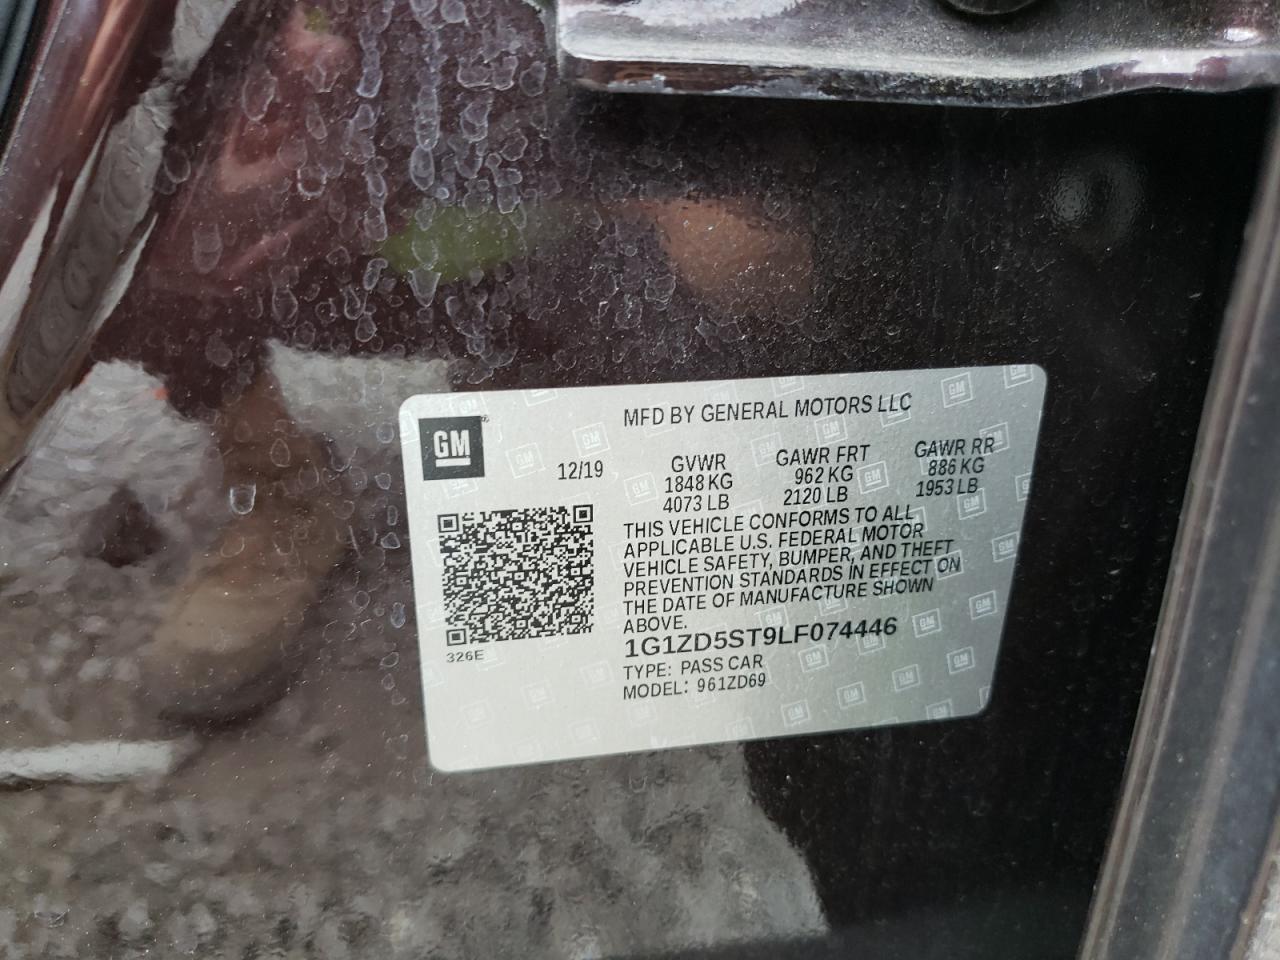 GM
MFD BY GENERAL MOTORS LLC
12/19
GVWR GAWR FRT GAWR RR
1848 KG 962 KG 886 KG
4073 LB 2120 LB 1953 LB
THIS VEHICLE CONFORMS TO ALL
APPLICABLE U.S. FEDERAL MOTOR
VEHICLE SAFETY, BUMPER, AND THEFT
PREVENTION STANDARDS IN EFFECT ON
THE DATE OF MANUFACTURE SHOWN
ABOVE.
326E
1G1ZD5ST9LF074446
TYPE: PASS CAR
MODEL: 961ZD69